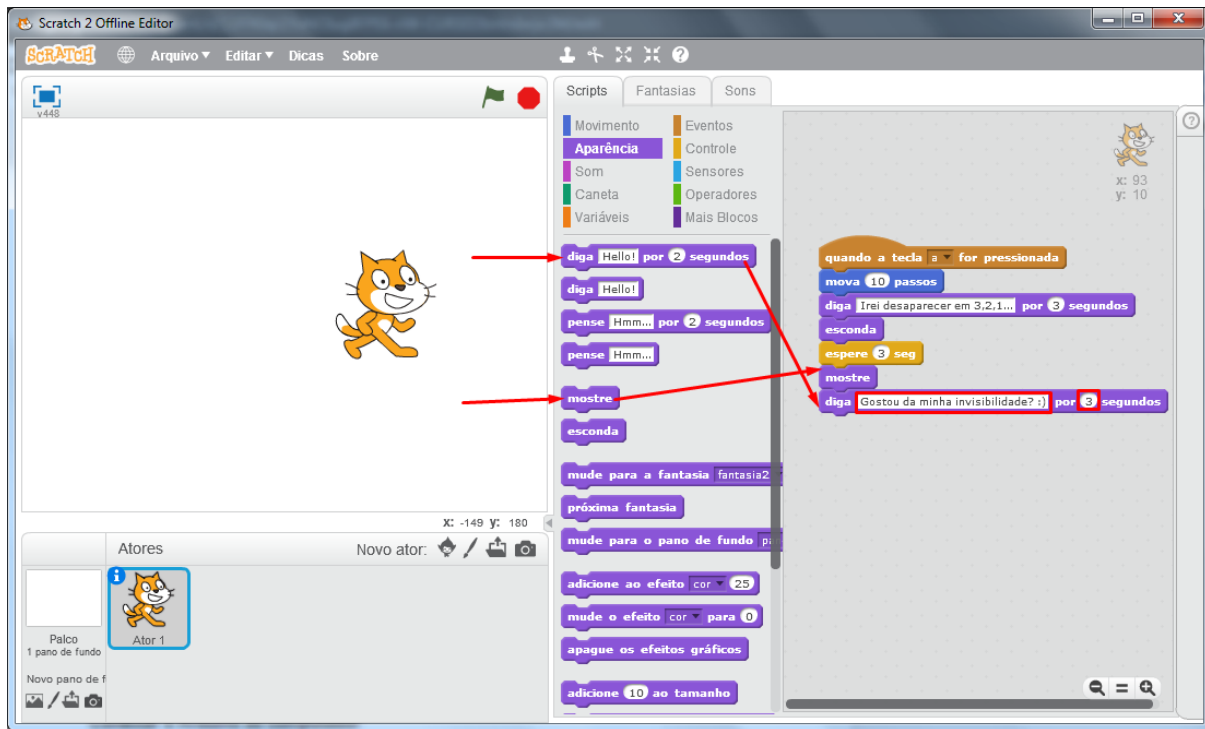 Scratch 2 Offline Editor
SCRATCH Arquivo Editar Dicas Sobre
v448
Scripts Fantasias Sons
Movimento Eventos
Aparência Controle
Som Sensores
Caneta Operadores
Variáveis Mais Blocos
diga Hello! por 2 segundos
diga Hello!
pense Hmm... por 2 segundos
pense Hmm...
mostre
esconda
mude para a fantasia fantasia2
próxima fantasia
mude para o pano de fundo
adicione ao efeito cor 25
mude o efeito cor para 0
apague os efeitos gráficos
adicione 10 ao tamanho
x: 93
y: 10
quando a tecla a for pressionada
mova 10 passos
diga Irei desaparecer em 3,2,1... por 3 segundos
esconda
espere 3 seg
mostre
diga Gostou da minha invisibilidade? :) por 3 segundos
X: -149 y: 180
Atores Novo ator:
Palco
1 pano de fundo
Ator 1
Novo pano de f